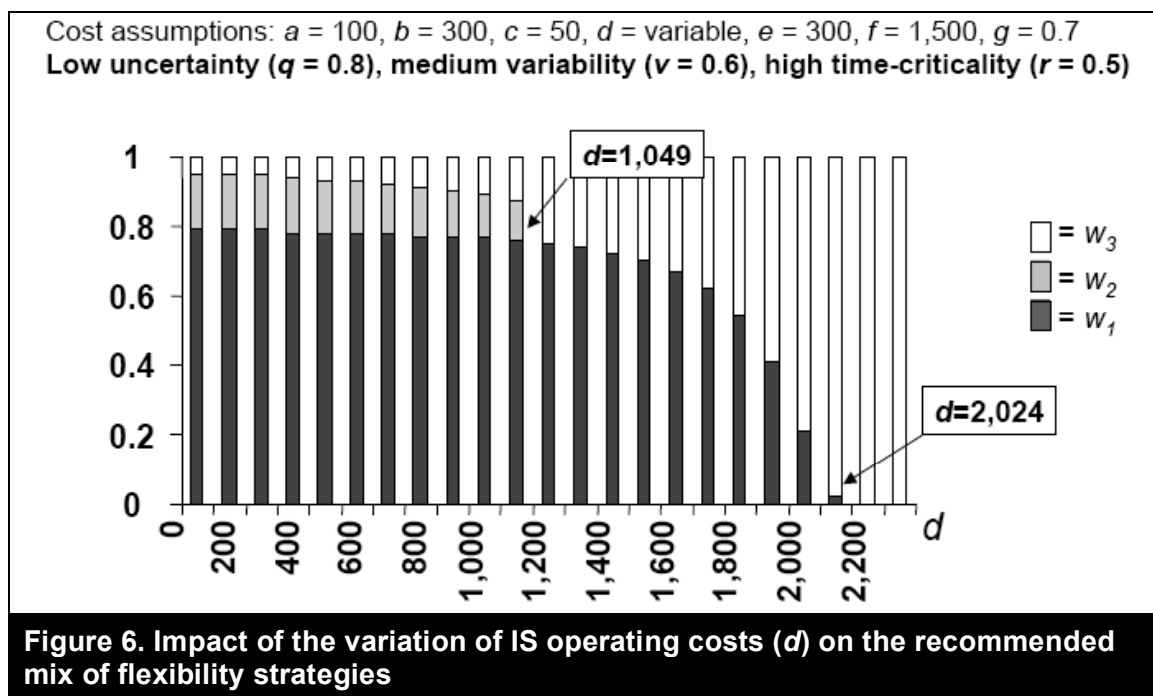 Cost assumptions: a = 100, b = 300, c = 50, d = variable, e = 300, f = 1,500, g = 0.7
Low uncertainty (q = 0.8), medium variability (v = 0.6), high time-criticality (r = 0.5)
d=1,049
1
0.8
0.6
0.4
0.2
0
= w3
= w2
= w1
d=2,024
0
200
400
600
800
1,000
1,200
1,400
1,600
1,800
2,000
2,200
d
Figure 6. Impact of the variation of IS operating costs (d) on the recommended
mix of flexibility strategies